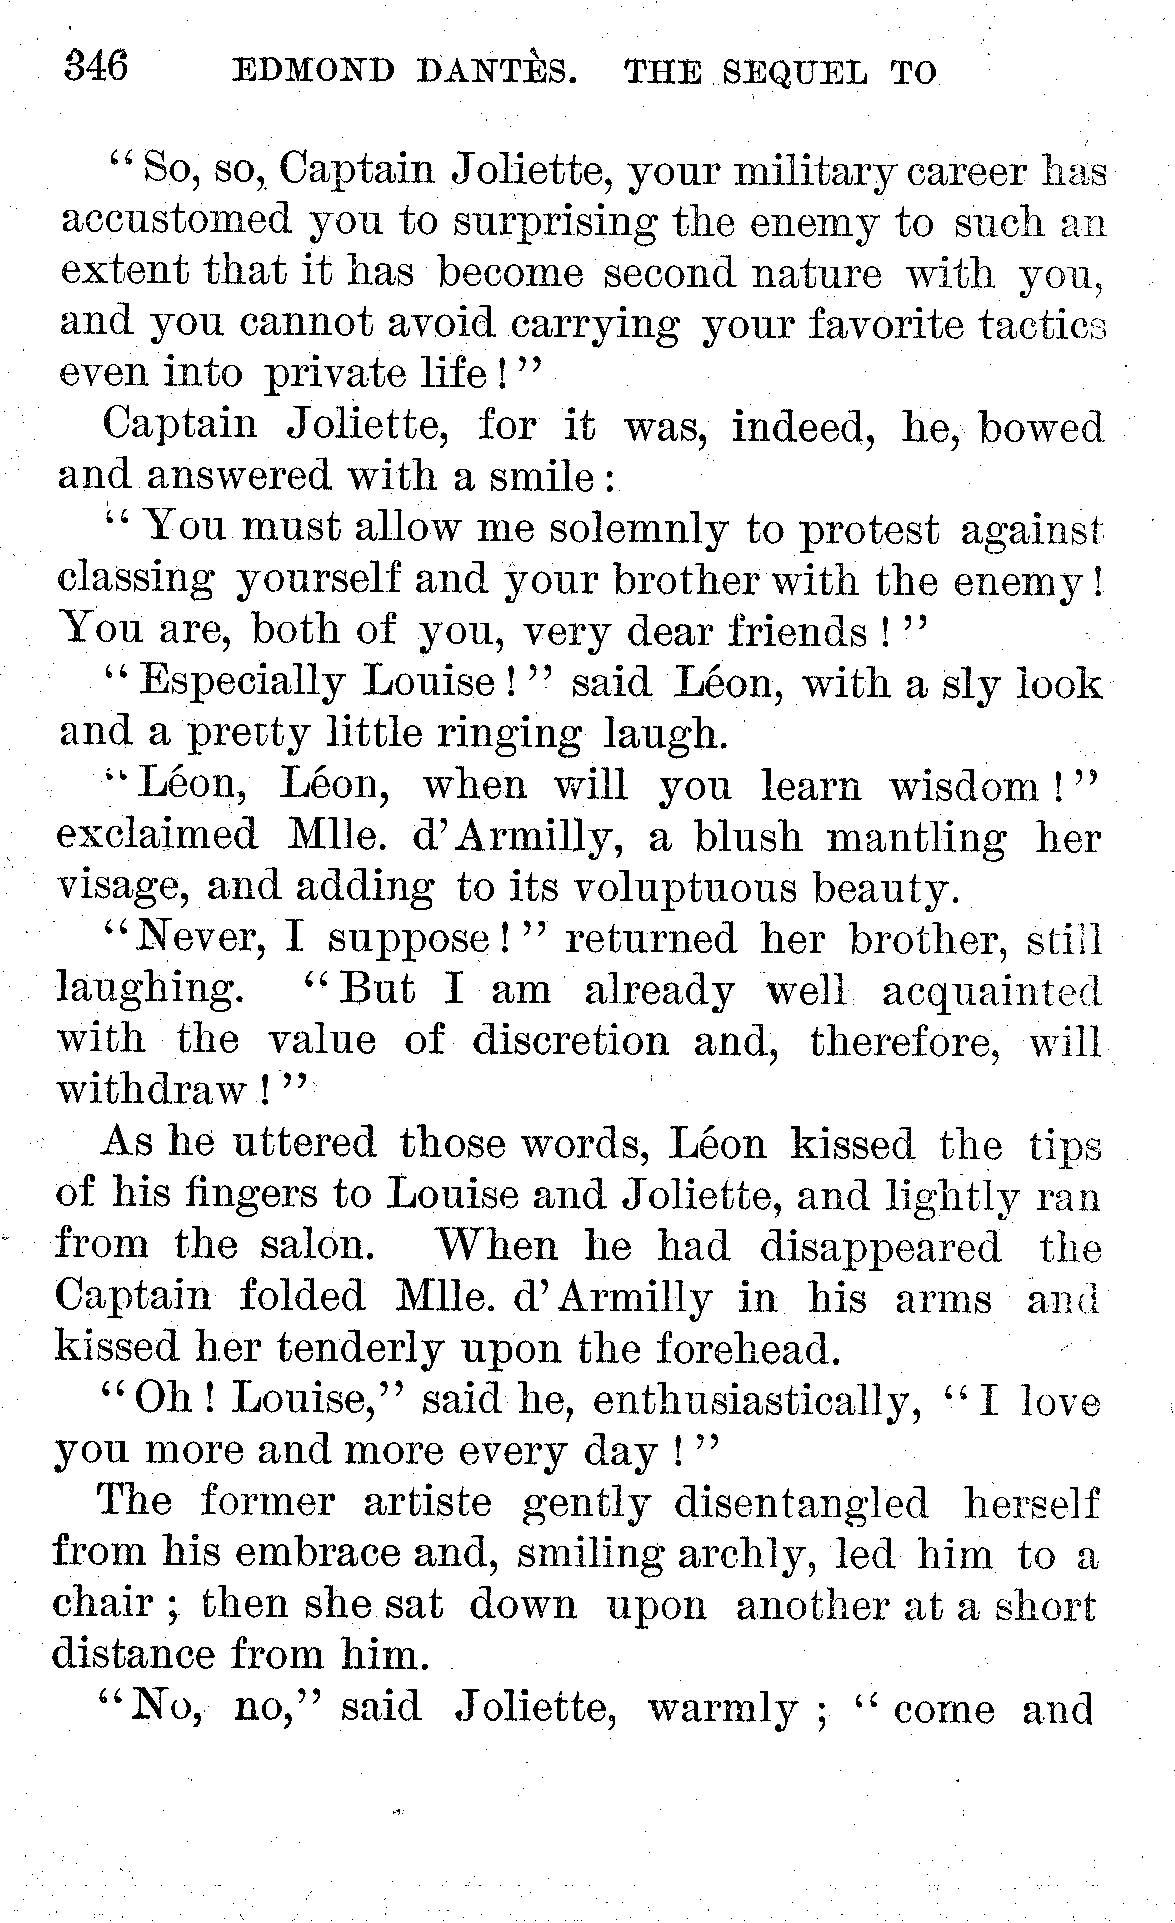 346 EDMOND DANTÈS. THE SEQUEL TO
"So, so, Captain Joliette, your military career has
accustomed you to surprising the enemy to such an
extent that it has become second nature with you,
and you cannot avoid carrying your favorite tactics
even into private life!"
Captain Joliette, for it was, indeed, he, bowed
and answered with a smile:
"You must allow me solemnly to protest against
classing yourself and your brother with the enemy!
You are, both of you, very dear friends!"
"Especially Louise!" said Léon, with a sly look
and a pretty little ringing laugh.
"Léon, Léon, when will you learn wisdom!"
exclaimed Mlle. d'Armilly, a blush mantling her
visage, and adding to its voluptuous beauty.
"Never, I suppose!" returned her brother, still
laughing. "But I am already well acquainted
with the value of discretion and, therefore, will
withdraw!"
As he uttered those words, Léon kissed the tips
of his fingers to Louise and Joliette, and lightly ran
from the salon. When he had disappeared the
Captain folded Mlle. d'Armilly in his arms and
kissed her tenderly upon the forehead.
"Oh! Louise," said he, enthusiastically, "I love
you more and more every day!"
The former artiste gently disentangled herself
from his embrace and, smiling archly, led him to a
chair; then she sat down upon another at a short
distance from him.
"No, no," said Joliette, warmly; "come and